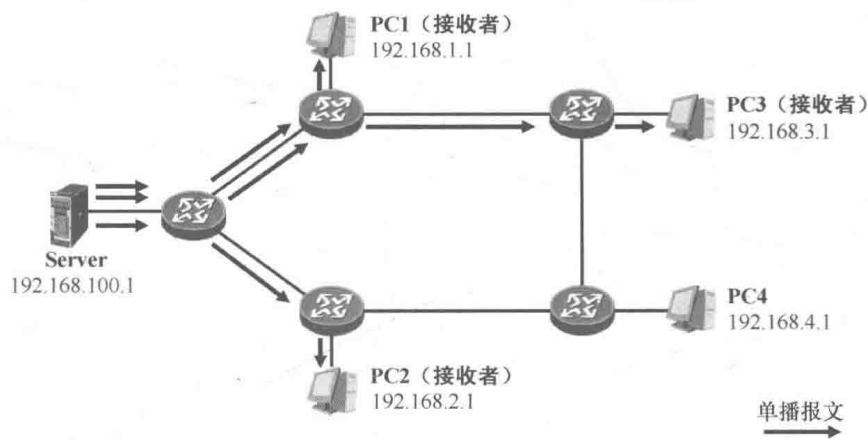 PC1（接收者）
192.168.1.1
PC3（接收者）
192.168.3.1
Server
192.168.100.1
PC4
192.168.4.1
PC2（接收者）
192.168.2.1
单播报文